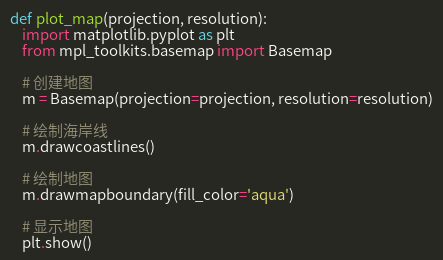 def plot_map(projection, resolution):
import matplotlib.pyplot as plt
from mpl_toolkits.basemap import Basemap
# 创建地图
m = Basemap(projection=projection, resolution=resolution)
# 绘制海岸线
m.drawcoastlines()
# 绘制地图
m.drawmapboundary(fill_color='aqua')
# 显示地图
plt.show()